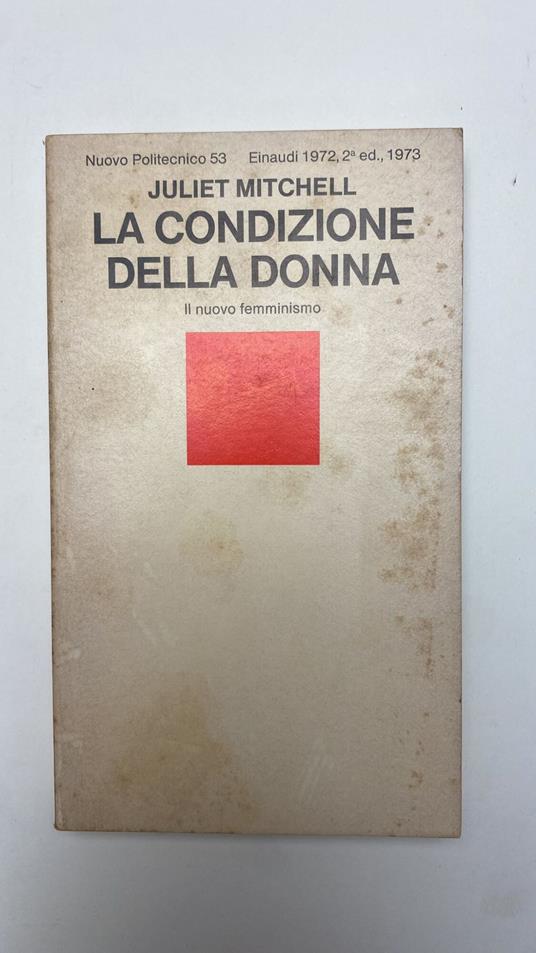 Nuovo Politecnico 53 Einaudi 1972, 2ª ed., 1973
JULIET MITCHELL
LA CONDIZIONE
DELLA DONNA
Il nuovo femminismo